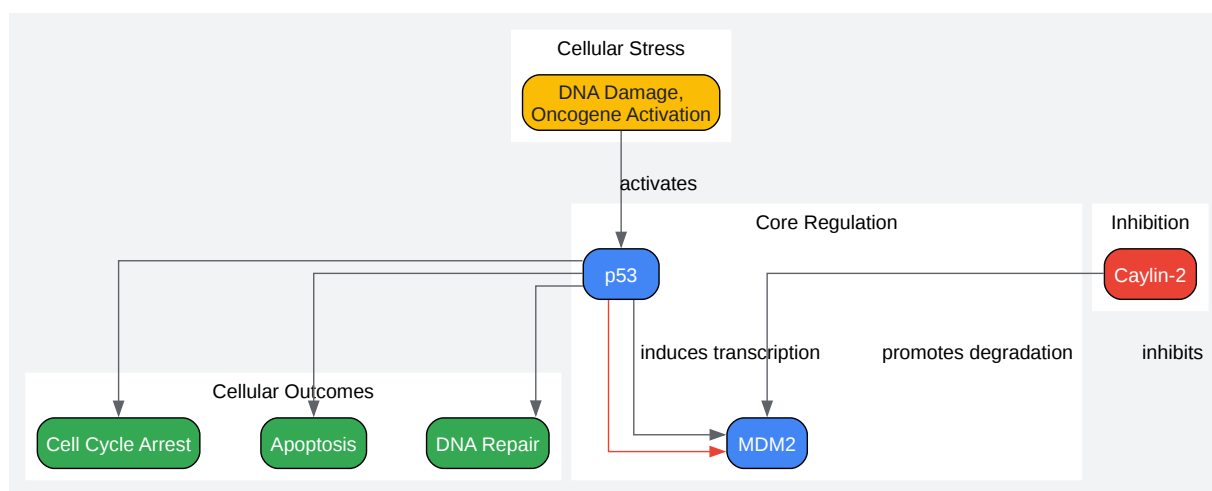 Cellular Stress
DNA Damage,
Oncogene Activation
activates
Core Regulation
Inhibition
p53
Caylin-2
induces transcription
promotes degradation
inhibits
Cellular Outcomes
Cell Cycle Arrest
Apoptosis
DNA Repair
MDM2